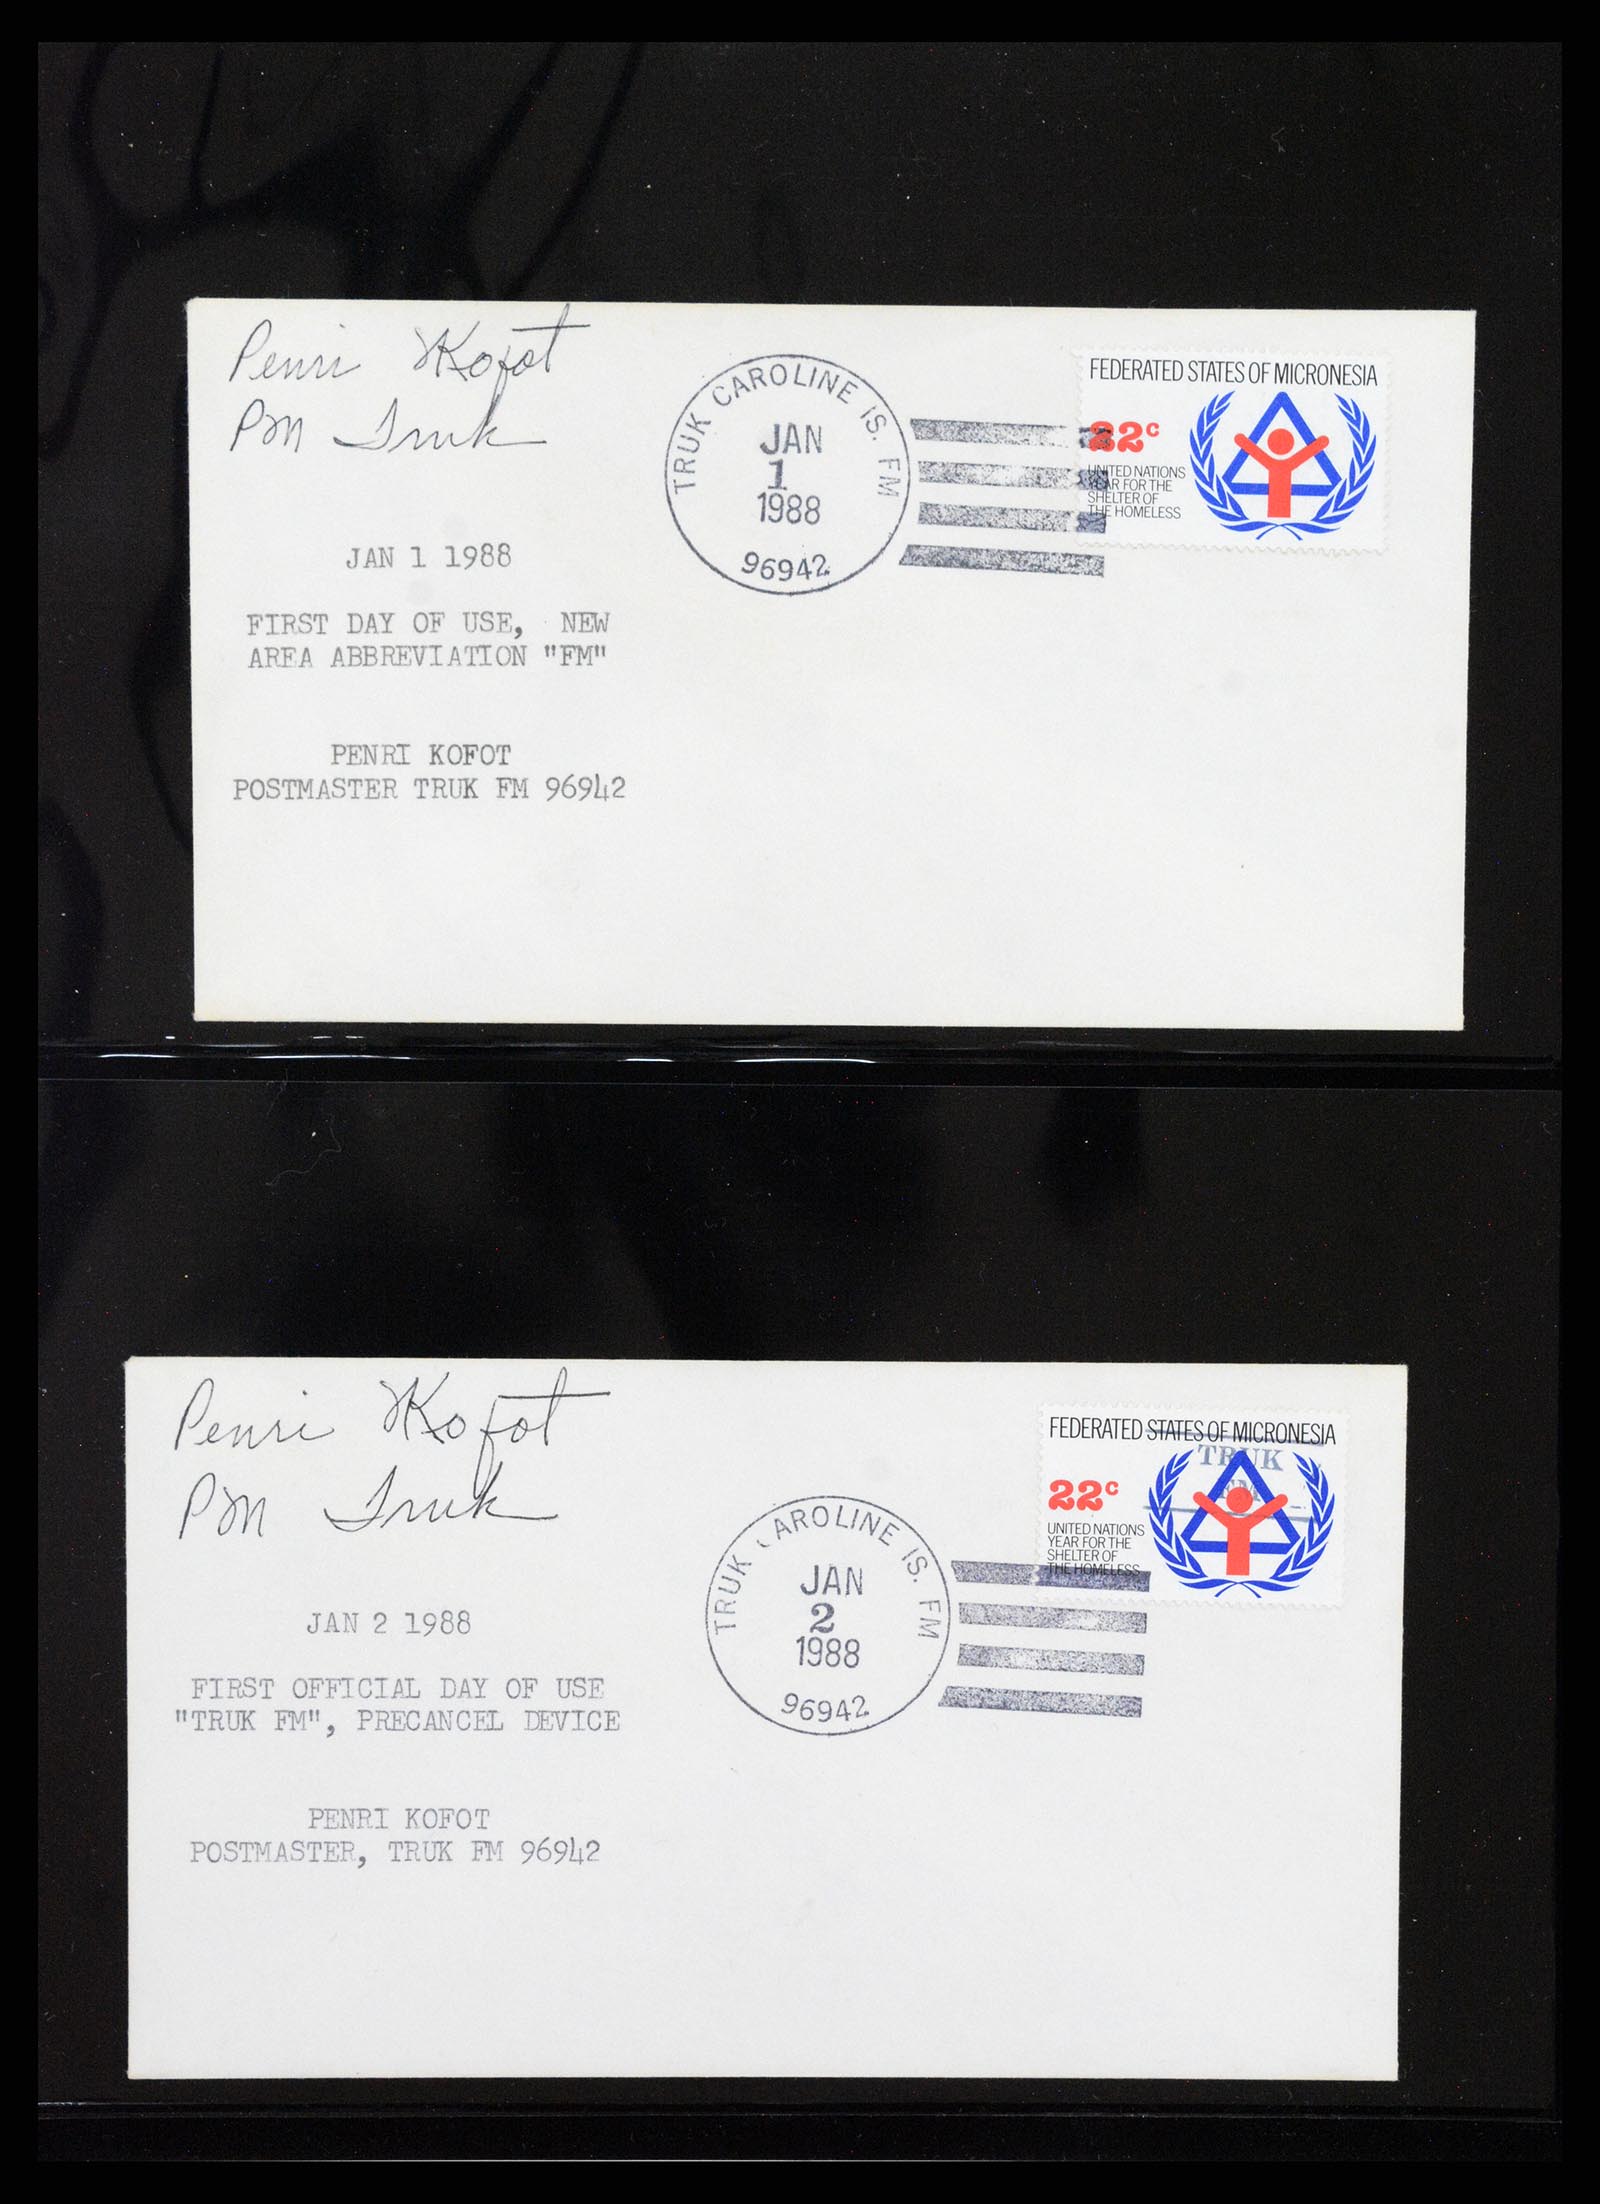 Penri Kofot
PM Truk
JAN 1 1988
FIRST DAY OF USE, NEW
AREA ABBREVIATION "FM"
PENRI KOFOT
POSTMASTER TRUK FM 96942
TRUK CAROLINE IS. FM
JAN
1
1988
96942
FEDERATED STATES OF MICRONESIA
22c
UNITED NATIONS
YEAR FOR THE
SHELTER OF
THE HOMELESS
Penri Kofot
PM Truk
JAN 2 1988
FIRST OFFICIAL DAY OF USE
"TRUK FM", PRECANCEL DEVICE
PENRI KOFOT
POSTMASTER, TRUK FM 96942
TRUK CAROLINE IS. FM
JAN
2
1988
96942
FEDERATED STATES OF MICRONESIA
TRUK
FM
22c
UNITED NATIONS
YEAR FOR THE
SHELTER OF
THE HOMELESS